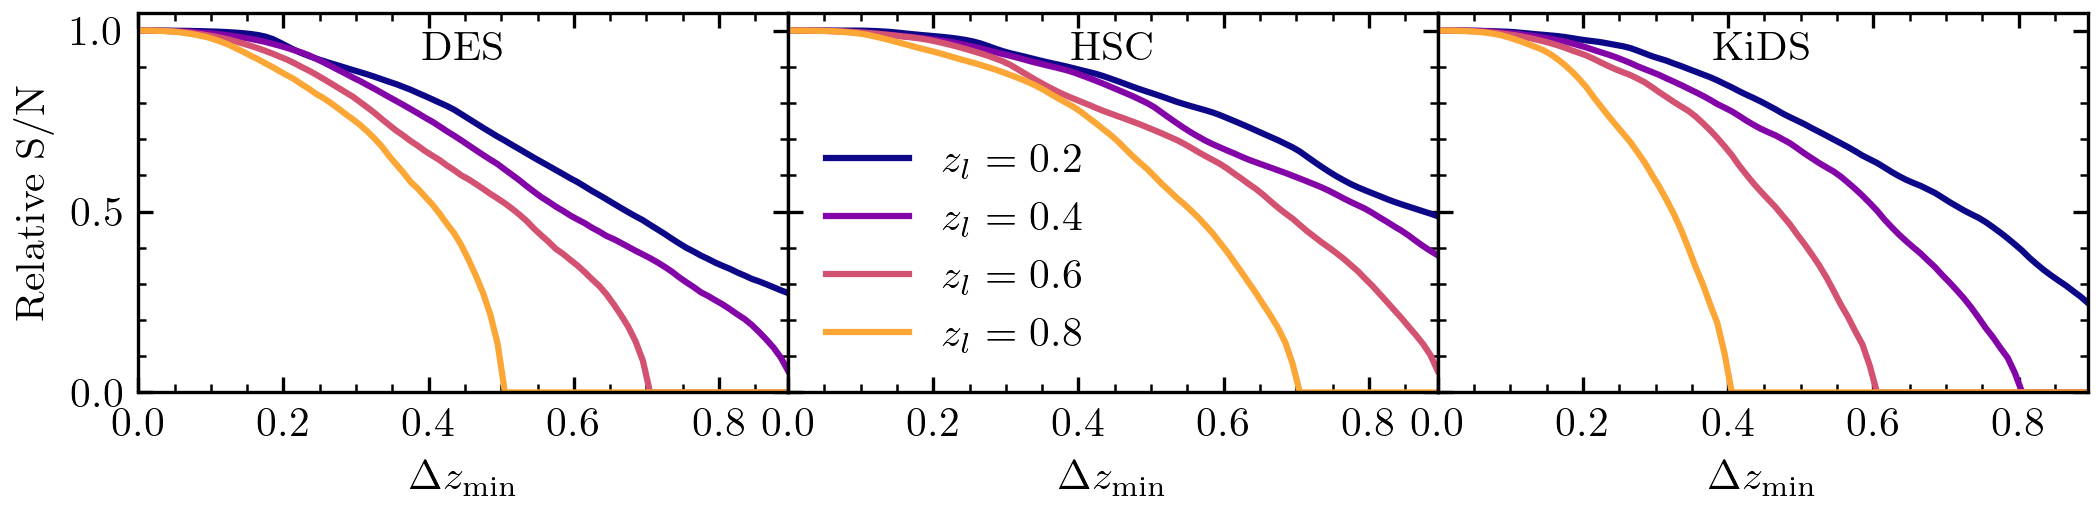 Relative S/N
1.0
0.5
0.0
DES
HSC
KiDS
z_l = 0.2
z_l = 0.4
z_l = 0.6
z_l = 0.8
0.0 0.2 0.4 0.6 0.8 0.0 0.2 0.4 0.6 0.8 0.0 0.2 0.4 0.6 0.8
Δz_min Δz_min Δz_min